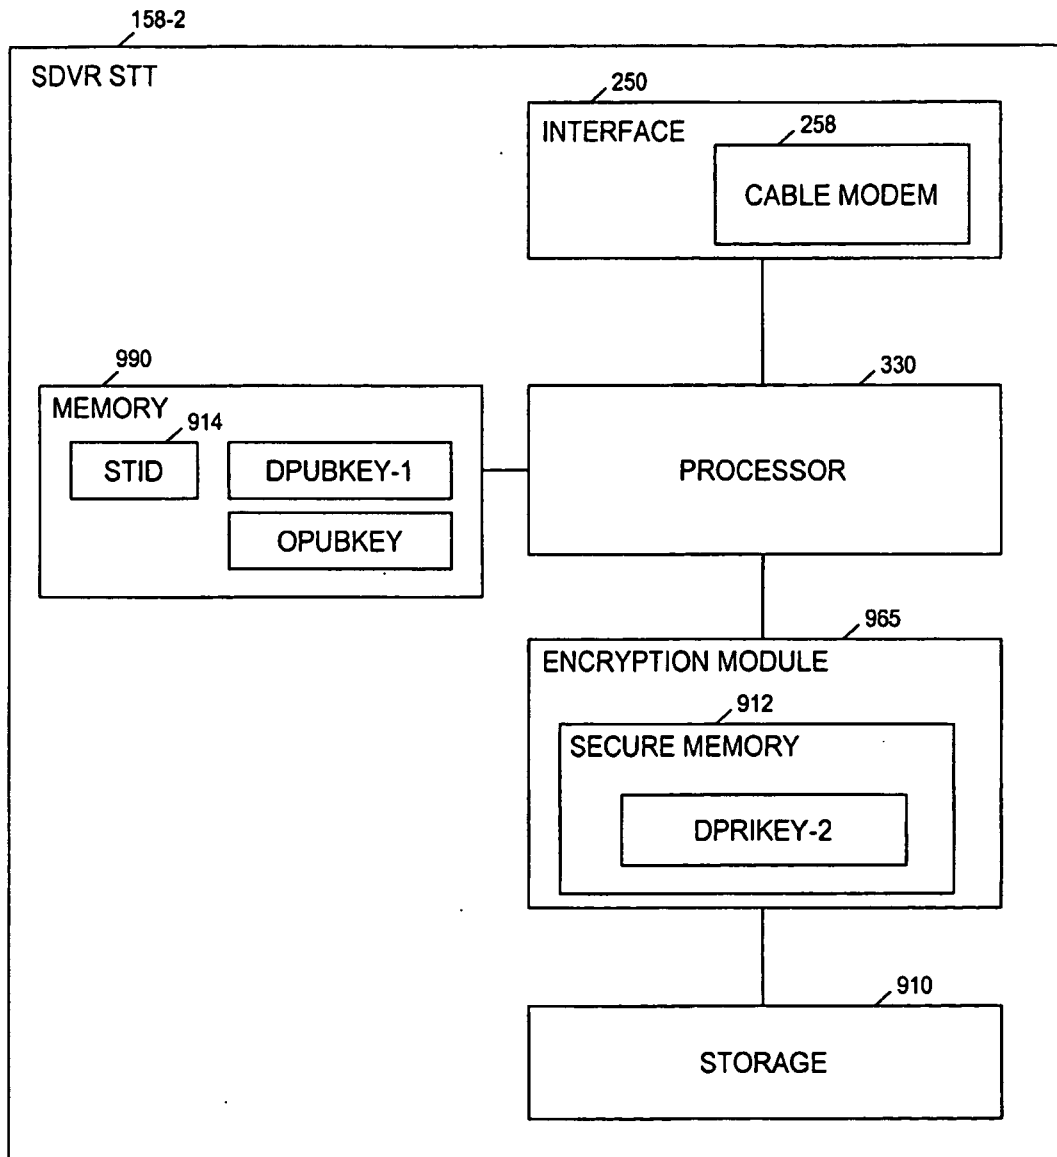 158-2
SDVR STT
250
INTERFACE
258
CABLE MODEM
990
MEMORY
914
STID
DPUBKEY-1
OPUBKEY
330
PROCESSOR
965
ENCRYPTION MODULE
912
SECURE MEMORY
DPRIKEY-2
910
STORAGE